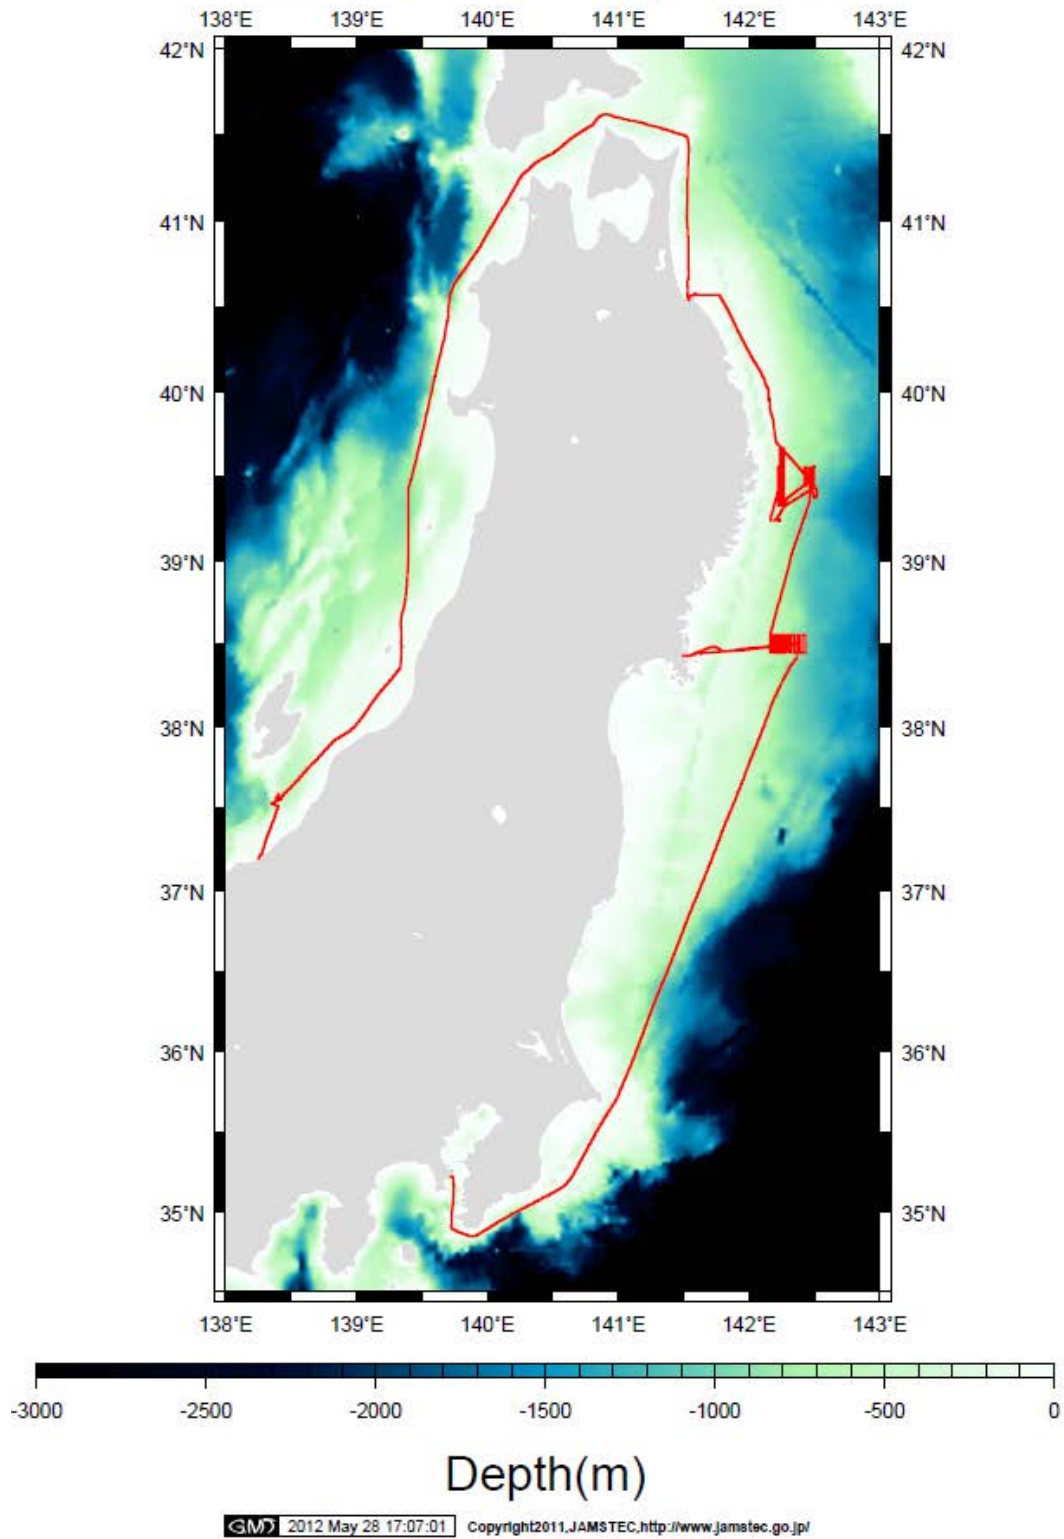 138°E 139°E 140°E 141°E 142°E 143°E
42°N 42°N
41°N 41°N
40°N 40°N
39°N 39°N
38°N 38°N
37°N 37°N
36°N 36°N
35°N 35°N
138°E 139°E 140°E 141°E 142°E 143°E
-3000 -2500 -2000 -1500 -1000 -500 0
Depth(m)
GMT 2012 May 28 17:07:01 Copyright2011,JAMSTEC,http://www.jamstec.go.jp/